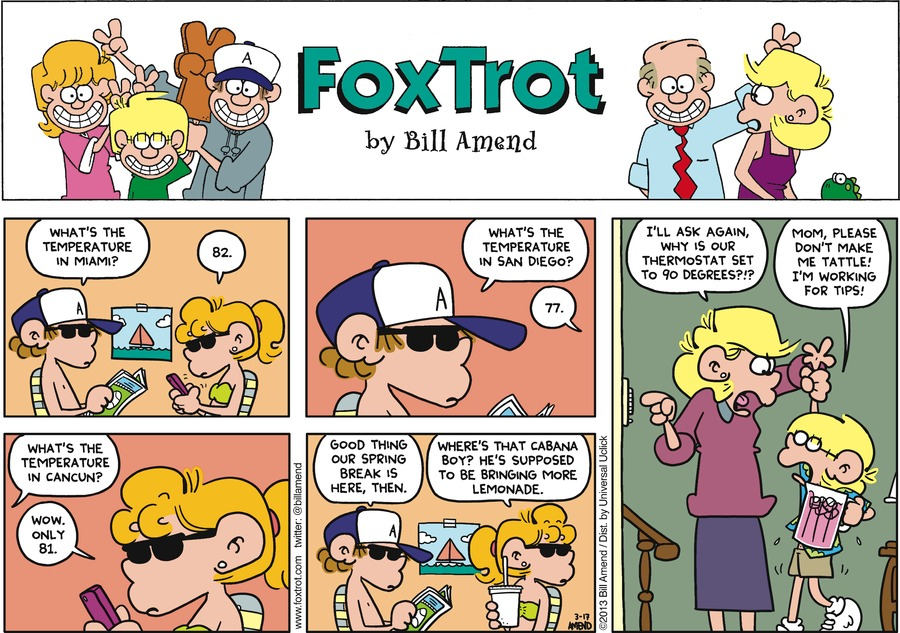 FoxTrot
by Bill Amend
A
WHAT'S THE
TEMPERATURE
IN MIAMI?
82.
A
WHAT'S THE
TEMPERATURE
IN SAN DIEGO?
77.
A
WHAT'S THE
TEMPERATURE
IN CANCUN?
WOW.
ONLY
81.
www.foxtrot.com twitter: @billamend
GOOD THING
OUR SPRING
BREAK IS
HERE, THEN.
WHERE'S THAT CABANA
BOY? HE'S SUPPOSED
TO BE BRINGING MORE
LEMONADE.
A
3-17
AMEND
©2013 Bill Amend / Dist. by Universal Uclick
I'LL ASK AGAIN,
WHY IS OUR
THERMOSTAT SET
TO 90 DEGREES?!?
MOM, PLEASE
DON'T MAKE
ME TATTLE!
I'M WORKING
FOR TIPS!